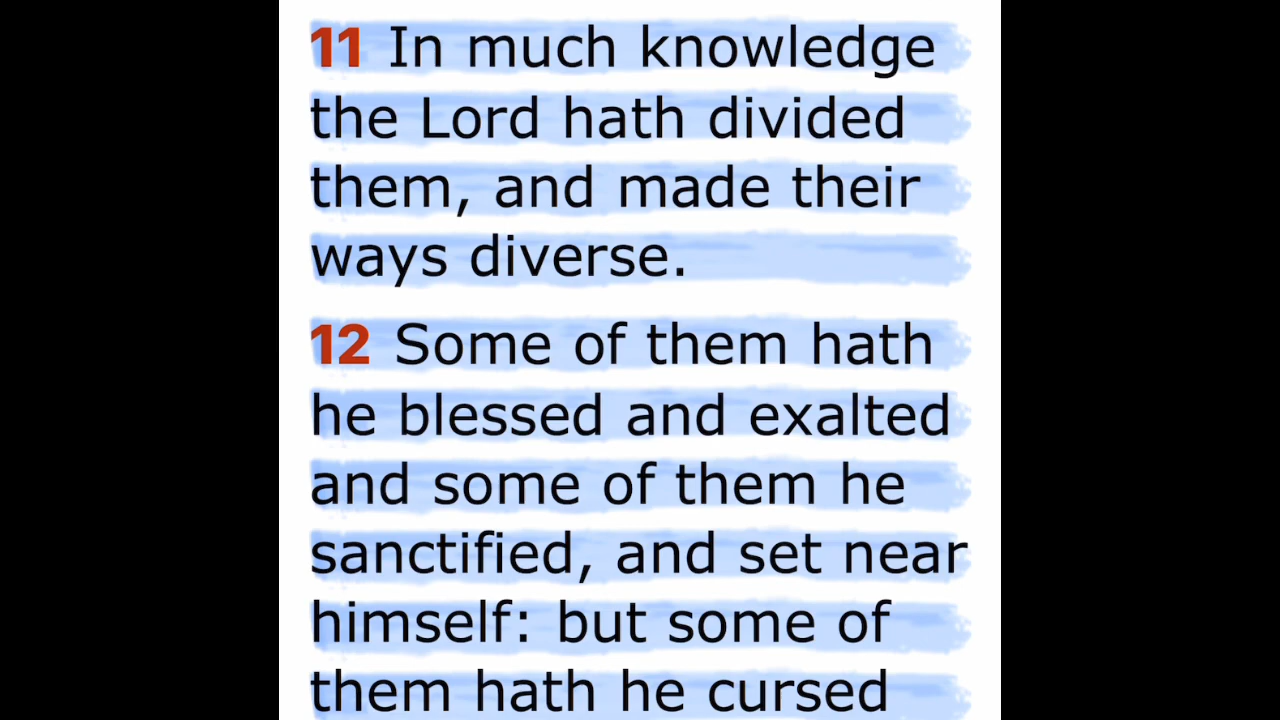 11 In much knowledge
the Lord hath divided
them, and made their
ways diverse.
12 Some of them hath
he blessed and exalted
and some of them he
sanctified, and set near
himself: but some of
them hath he cursed